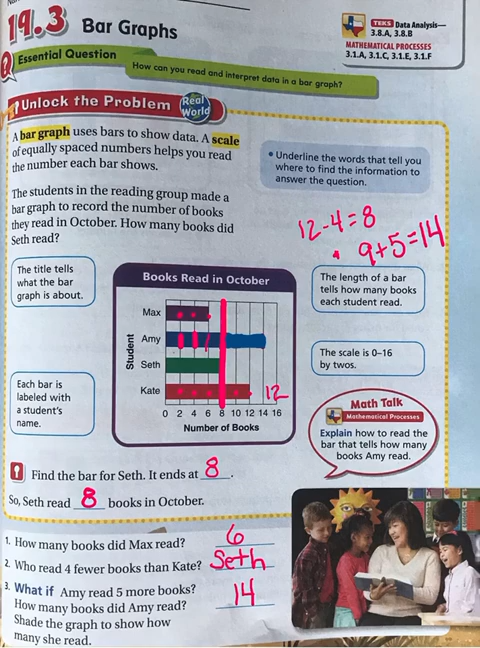 19.3 Bar Graphs
TEKS Data Analysis—
3.8.A, 3.8.B
MATHEMATICAL PROCESSES
3.1.A, 3.1.C, 3.1.E, 3.1.F
Essential Question
How can you read and interpret data in a bar graph?
Unlock the Problem
Real
World
A bar graph uses bars to show data. A scale
of equally spaced numbers helps you read
the number each bar shows.
• Underline the words that tell you
where to find the information to
answer the question.
The students in the reading group made a
bar graph to record the number of books
they read in October. How many books did
Seth read?
12-4=8
9+5=14
The title tells
what the bar
graph is about.
Books Read in October
Student
Max
Amy
Seth
Kate
12
0 2 4 6 8 10 12 14 16
Number of Books
The length of a bar
tells how many books
each student read.
The scale is 0–16
by twos.
Each bar is
labeled with
a student's
name.
Math Talk
Mathematical Processes
Explain how to read the
bar that tells how many
books Amy read.
Find the bar for Seth. It ends at 8.
So, Seth read 8 books in October.
1. How many books did Max read? 6
2. Who read 4 fewer books than Kate? Seth
3. What if Amy read 5 more books?
How many books did Amy read? 14
Shade the graph to show how
many she read.